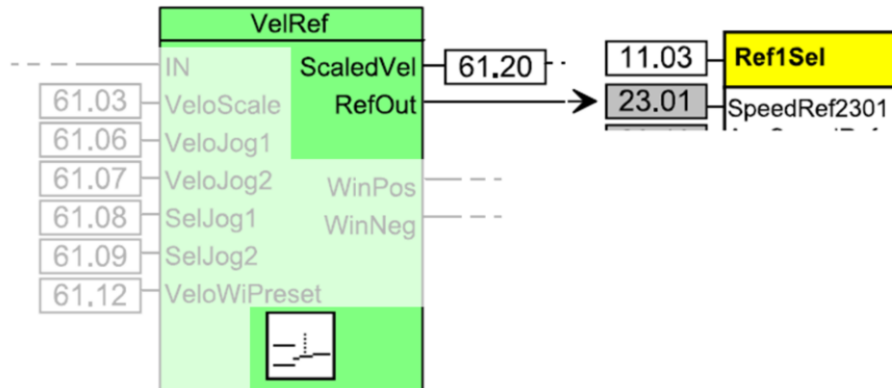 VelRef
IN
61.03 VeloScale
61.06 VeloJog1
61.07 VeloJog2
61.08 SelJog1
61.09 SelJog2
61.12 VeloWiPreset
ScaledVel 61.20
RefOut
WinPos
WinNeg
11.03 Ref1Sel
23.01 SpeedRef2301